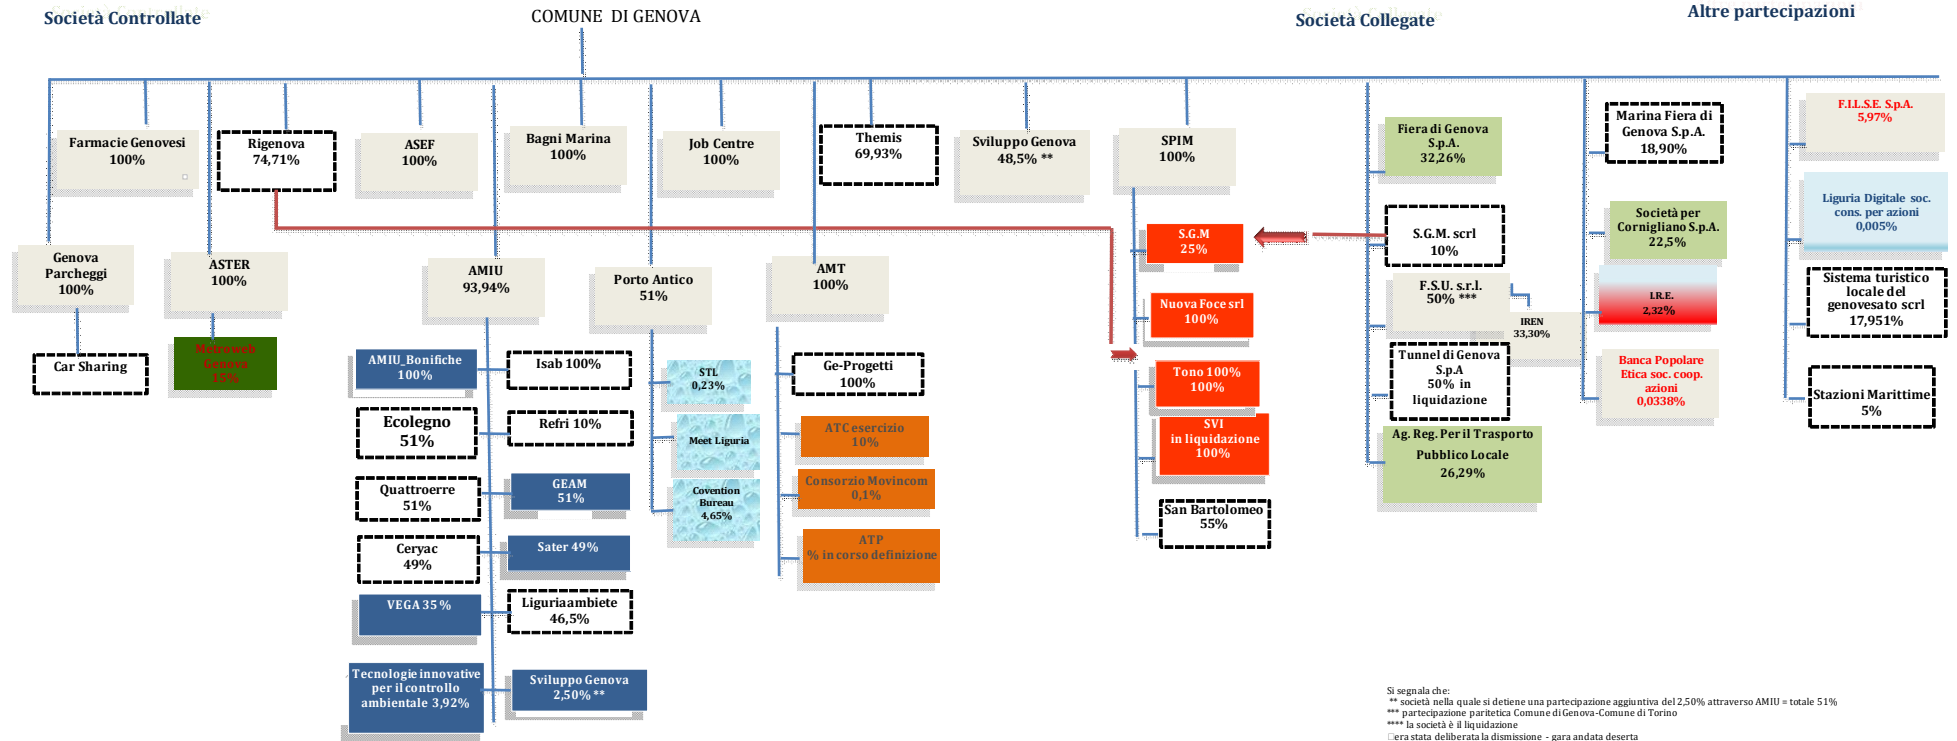 Società Controllate
COMUNE DI GENOVA
Società Collegate
Altre partecipazioni
Farmacie Genovesi
100%
Rigenova
74,71%
ASEF
100%
Bagni Marina
100%
Job Centre
100%
Themis
69,93%
Sviluppo Genova
48,5% **
SPIM
100%
Fiera di Genova
S.p.A.
32,26%
Marina Fiera di
Genova S.p.A.
18,90%
F.I.L.S.E. S.p.A.
5,97%
Genova
Parcheggi
100%
ASTER
100%
AMIU
93,94%
Porto Antico
51%
AMT
100%
S.G.M
25%
S.G.M. scrl
10%
Società per
Cornigliano S.p.A.
22,5%
Liguria Digitale soc.
cons. per azioni
0,005%
Car Sharing
Metroweb
Genova
15%
AMIU_Bonifiche
100%
Isab 100%
Ecolegno
51%
Refri 10%
Quattroerre
51%
GEAM
51%
Ceryac
49%
Sater 49%
VEGA 35 %
Liguriaambiete
46,5%
Tecnologie innovative
per il controllo
ambientale 3,92%
Sviluppo Genova
2,50% **
STL
0,23%
Meet Liguria
Covention
Bureau
4,65%
Ge-Progetti
100%
ATC esercizio
10%
Consorzio Movincom
0,1%
ATP
% in corso definizione
Nuova Foce srl
100%
Tono 100%
100%
SVI
in liquidazione
100%
San Bartolomeo
55%
F.S.U. s.r.l.
50% ***
IREN
33,30%
Tunnel di Genova
S.p.A
50% in
liquidazione
Ag. Reg. Per il Trasporto
Pubblico Locale
26,29%
I.R.E.
2,32%
Banca Popolare
Etica soc. coop.
azioni
0,0338%
Sistema turistico
locale del
genovesato scrl
17,951%
Stazioni Marittime
5%
Si segnala che:
** società nella quale si detiene una partecipazione aggiuntiva del 2,50% attraverso AMIU = totale 51%
*** partecipazione paritetica Comune di Genova-Comune di Torino
**** la società è il liquidazione
□era stata deliberata la dismissione - gara andata deserta